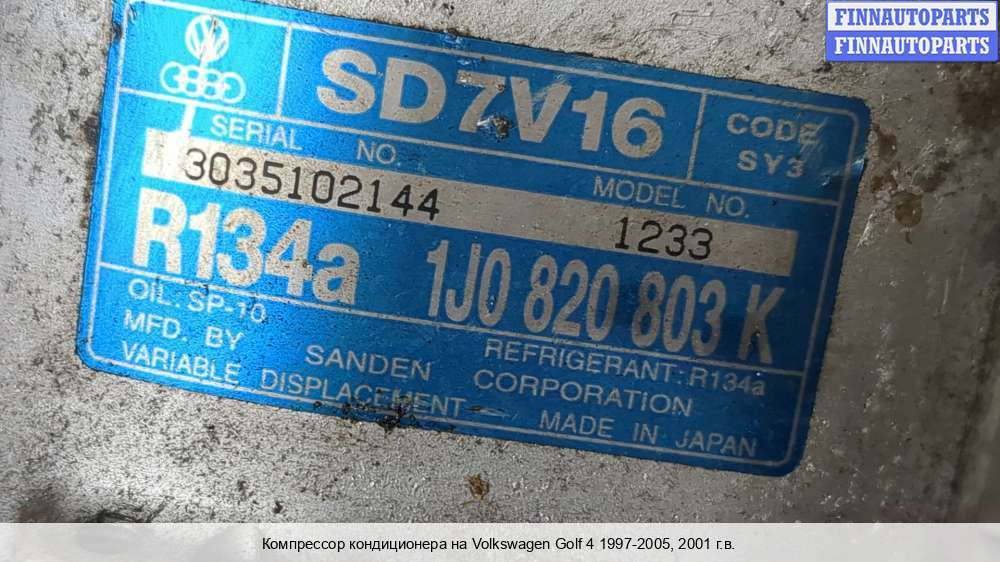 FINNAUTOPARTS
FINNAUTOPARTS
SD7V16
CODE
SY3
SERIAL NO.
3035102144
MODEL NO.
1233
R134a
1J0 820 803 K
OIL. SP-10
REFRIGERANT: R134a
MFD. BY SANDEN CORPORATION
VARIABLE DISPLACEMENT MADE IN JAPAN
Компрессор кондиционера на Volkswagen Golf 4 1997-2005, 2001 г.в.